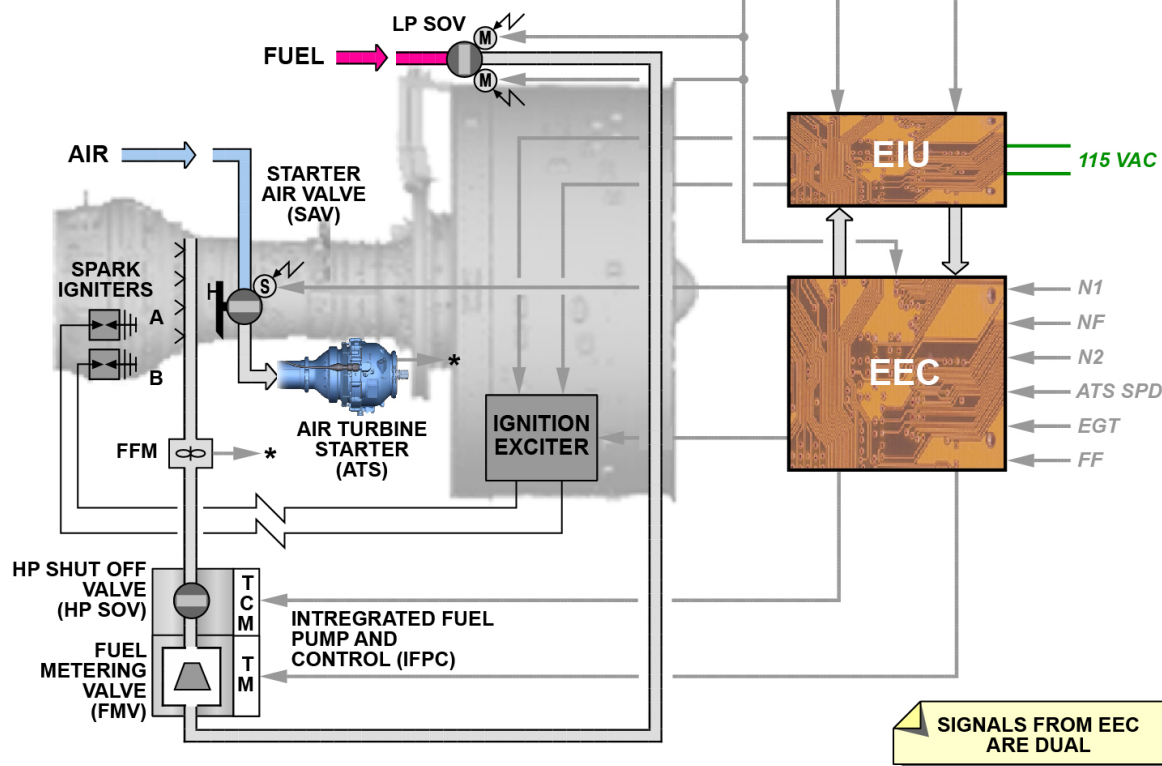 LP SOV
M
FUEL
M
EIU
115 VAC
AIR
STARTER
AIR VALVE
(SAV)
SPARK
IGNITERS
S
N1
A
NF
N2
B
EEC
ATS SPD
*
AIR TURBINE
STARTER
(ATS)
IGNITION
EXCITER
EGT
FF
FFM
*
HP SHUT OFF
VALVE
(HP SOV)
TCM
INTREGRATED FUEL
PUMP AND
CONTROL (IFPC)
FUEL
METERING
VALVE
(FMV)
TM
SIGNALS FROM EEC
ARE DUAL